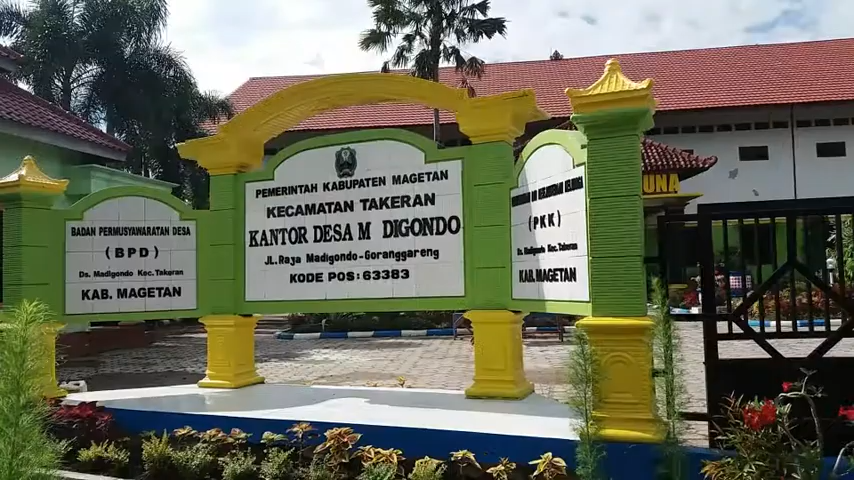 BADAN PERMUSYAWARATAN DESA
(BPD)
Ds. Madigondo Kec.Takeran
KAB. MAGETAN
PEMERINTAH KABUPATEN MAGETAN
KECAMATAN TAKERAN
KANTOR DESA M DIGONDO
JL.Raya Madigondo-Goranggareng
KODE POS:63383
(PKK)
Ds. Madigondo Kec.Takeran
KAB. MAGETAN
UNA